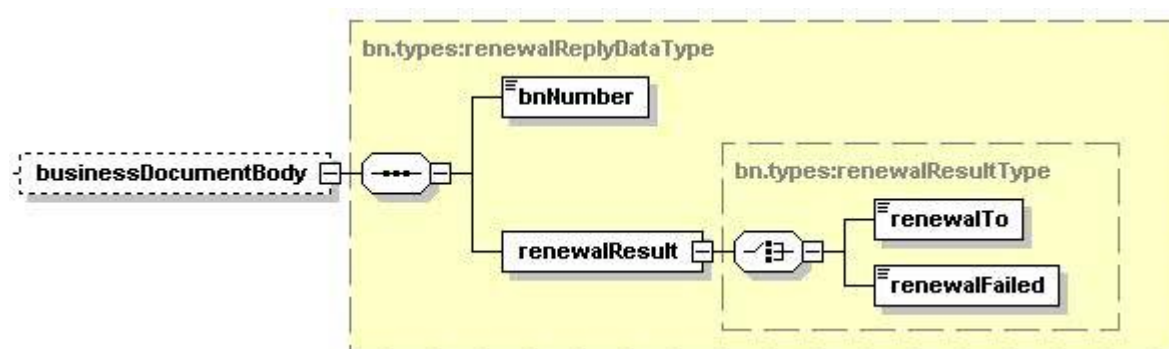 bn.types:renewalReplyDataType
bnNumber
businessDocumentBody
bn.types:renewalResultType
renewalTo
renewalResult
renewalFailed